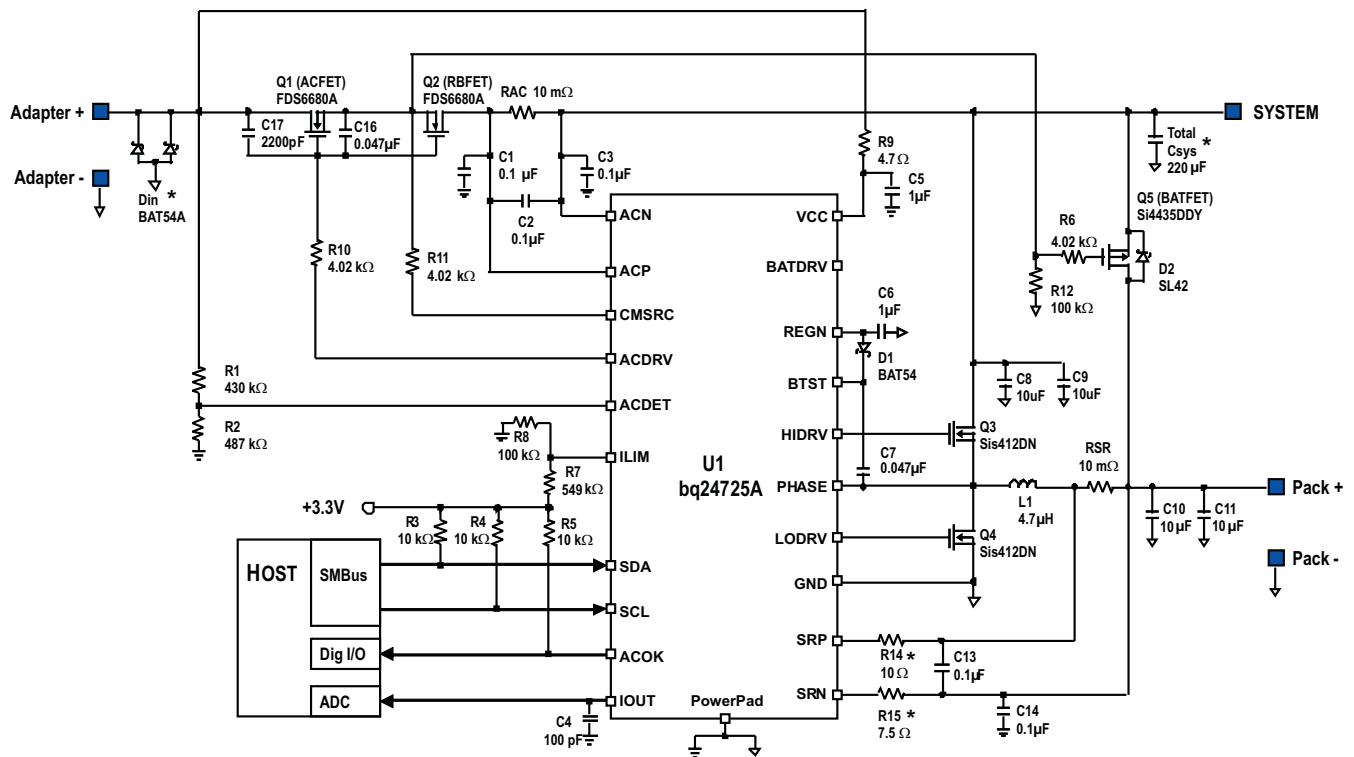 Adapter +
Adapter -
Din *
BAT54A
C17
2200pF
Q1 (ACFET)
FDS6680A
C16
0.047µF
Q2 (RBFET)
FDS6680A
RAC 10 mΩ
C1
0.1 µF
C3
0.1µF
C2
0.1µF
R9
4.7Ω
C5
1µF
SYSTEM
Total
Csys *
220 µF
Q5 (BATFET)
Si4435DDY
R6
4.02 kΩ
D2
SL42
R12
100 kΩ
R10
4.02 kΩ
R11
4.02 kΩ
ACN
ACP
CMSRC
ACDRV
ACDET
ILIM
SDA
SCL
ACOK
IOUT
U1
bq24725A
PowerPad
VCC
BATDRV
REGN
BTST
HIDRV
PHASE
LODRV
GND
SRP
SRN
C6
1µF
D1
BAT54
C7
0.047µF
C8
10uF
C9
10uF
Q3
Sis412DN
Q4
Sis412DN
L1
4.7µH
RSR
10 mΩ
C10
10µF
C11
10µF
Pack +
Pack -
R14 *
10 Ω
C13
0.1µF
R15 *
7.5 Ω
C14
0.1µF
R1
430 kΩ
R2
487 kΩ
R8
100 kΩ
R7
549 kΩ
+3.3V
R3
10 kΩ
R4
10 kΩ
R5
10 kΩ
HOST
SMBus
Dig I/O
ADC
C4
100 pF